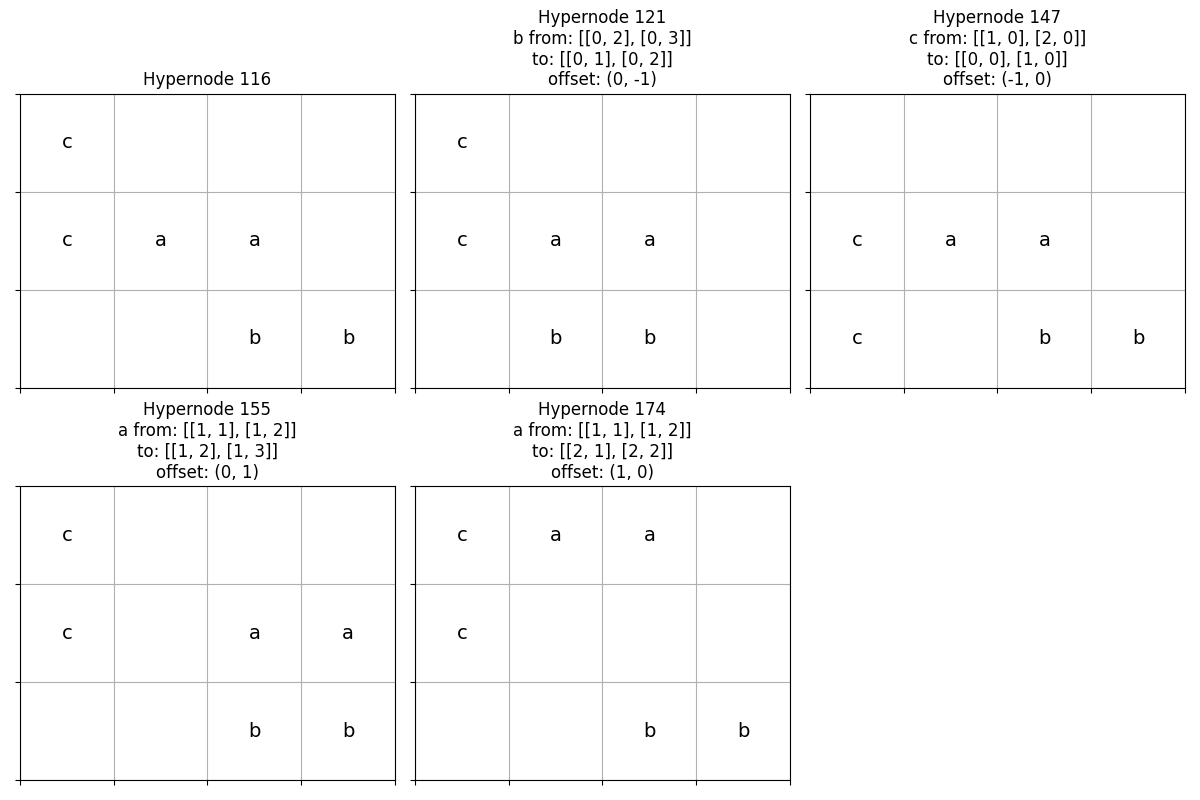 Hypernode 116
c
c a a
b b
Hypernode 121
b from: [[0, 2], [0, 3]]
to: [[0, 1], [0, 2]]
offset: (0, -1)
c
c a a
b b
Hypernode 147
c from: [[1, 0], [2, 0]]
to: [[0, 0], [1, 0]]
offset: (-1, 0)
c a a
c b b
Hypernode 155
a from: [[1, 1], [1, 2]]
to: [[1, 2], [1, 3]]
offset: (0, 1)
c
c a a
b b
Hypernode 174
a from: [[1, 1], [1, 2]]
to: [[2, 1], [2, 2]]
offset: (1, 0)
c a a
c
b b